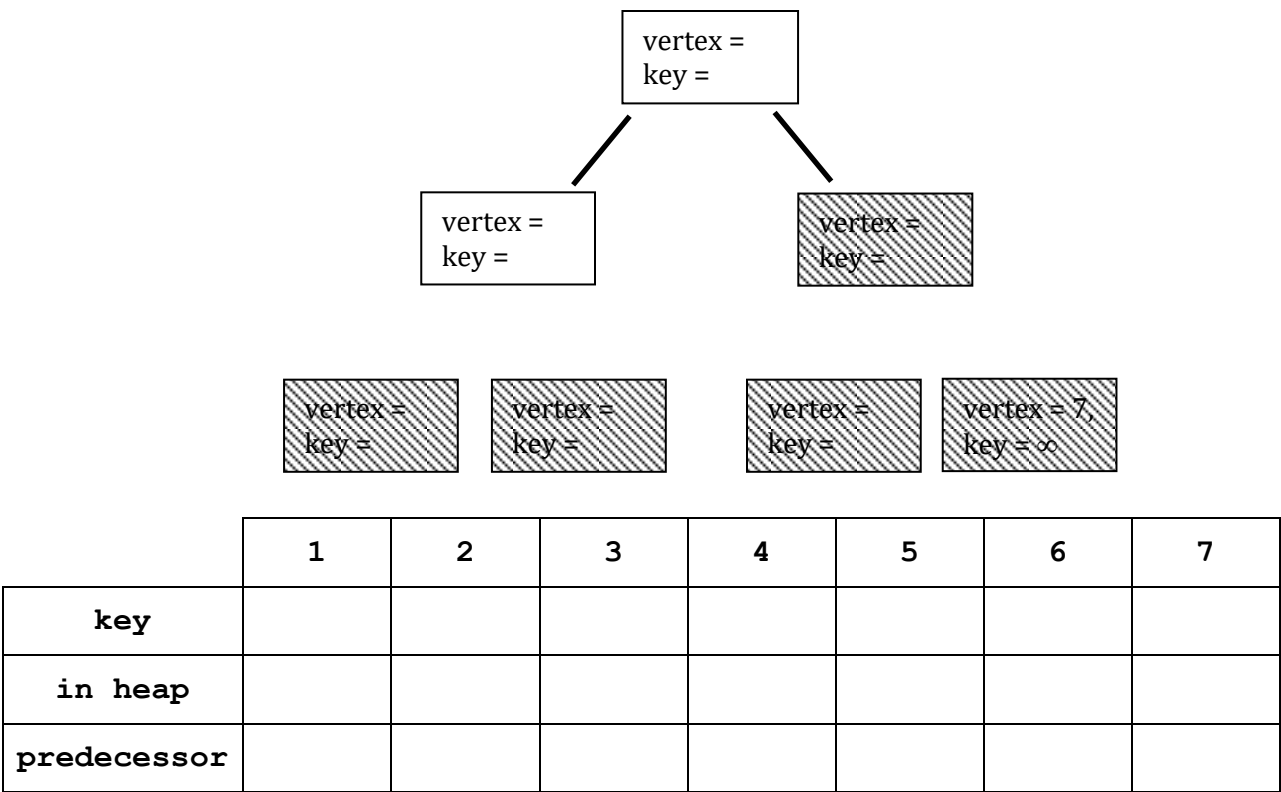 vertex =
key =
vertex =
key =
vertex =
key =
vertex =
key =
vertex =
key =
vertex =
key =
vertex = 7,
key = ∞
1 2 3 4 5 6 7
key
in heap
predecessor